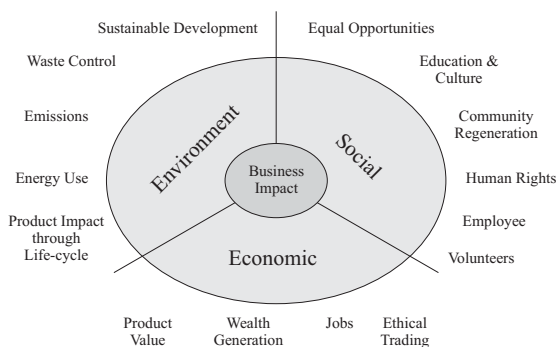 Sustainable Development
Equal Opportunities
Waste Control
Education &
Culture
Emissions
Community
Regeneration
Environment
Social
Business
Impact
Energy Use
Human Rights
Product Impact
through
Life-cycle
Employee
Volunteers
Economic
Product
Value
Wealth
Generation
Jobs
Ethical
Trading